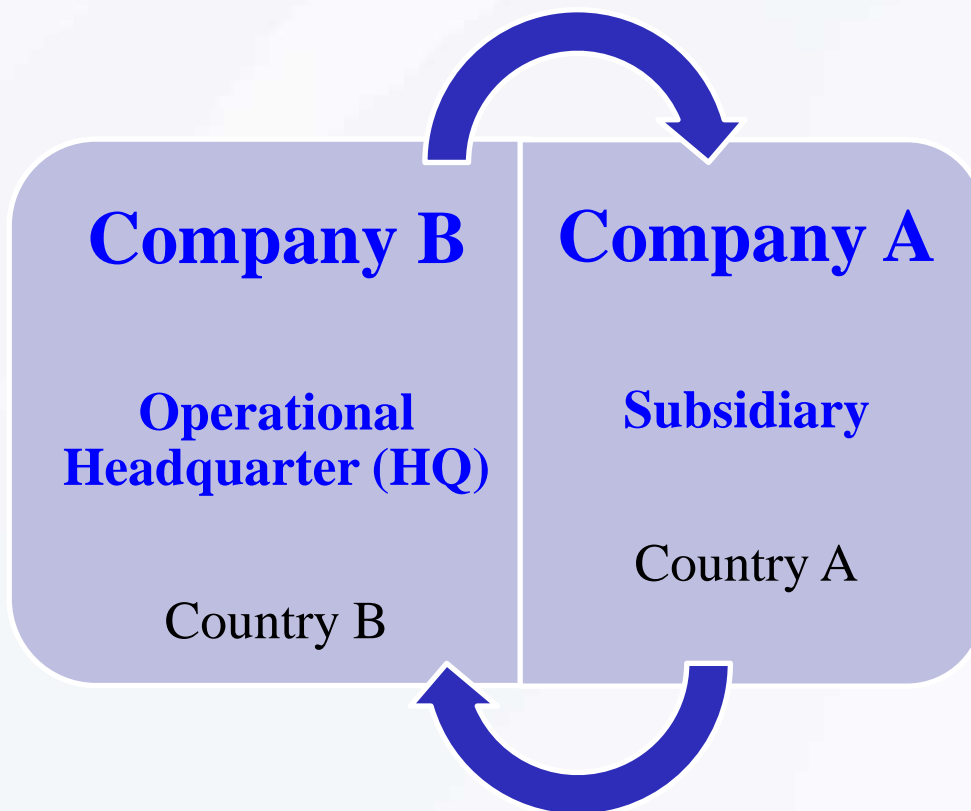 Company B
Operational
Headquarter (HQ)
Country B
Company A
Subsidiary
Country A